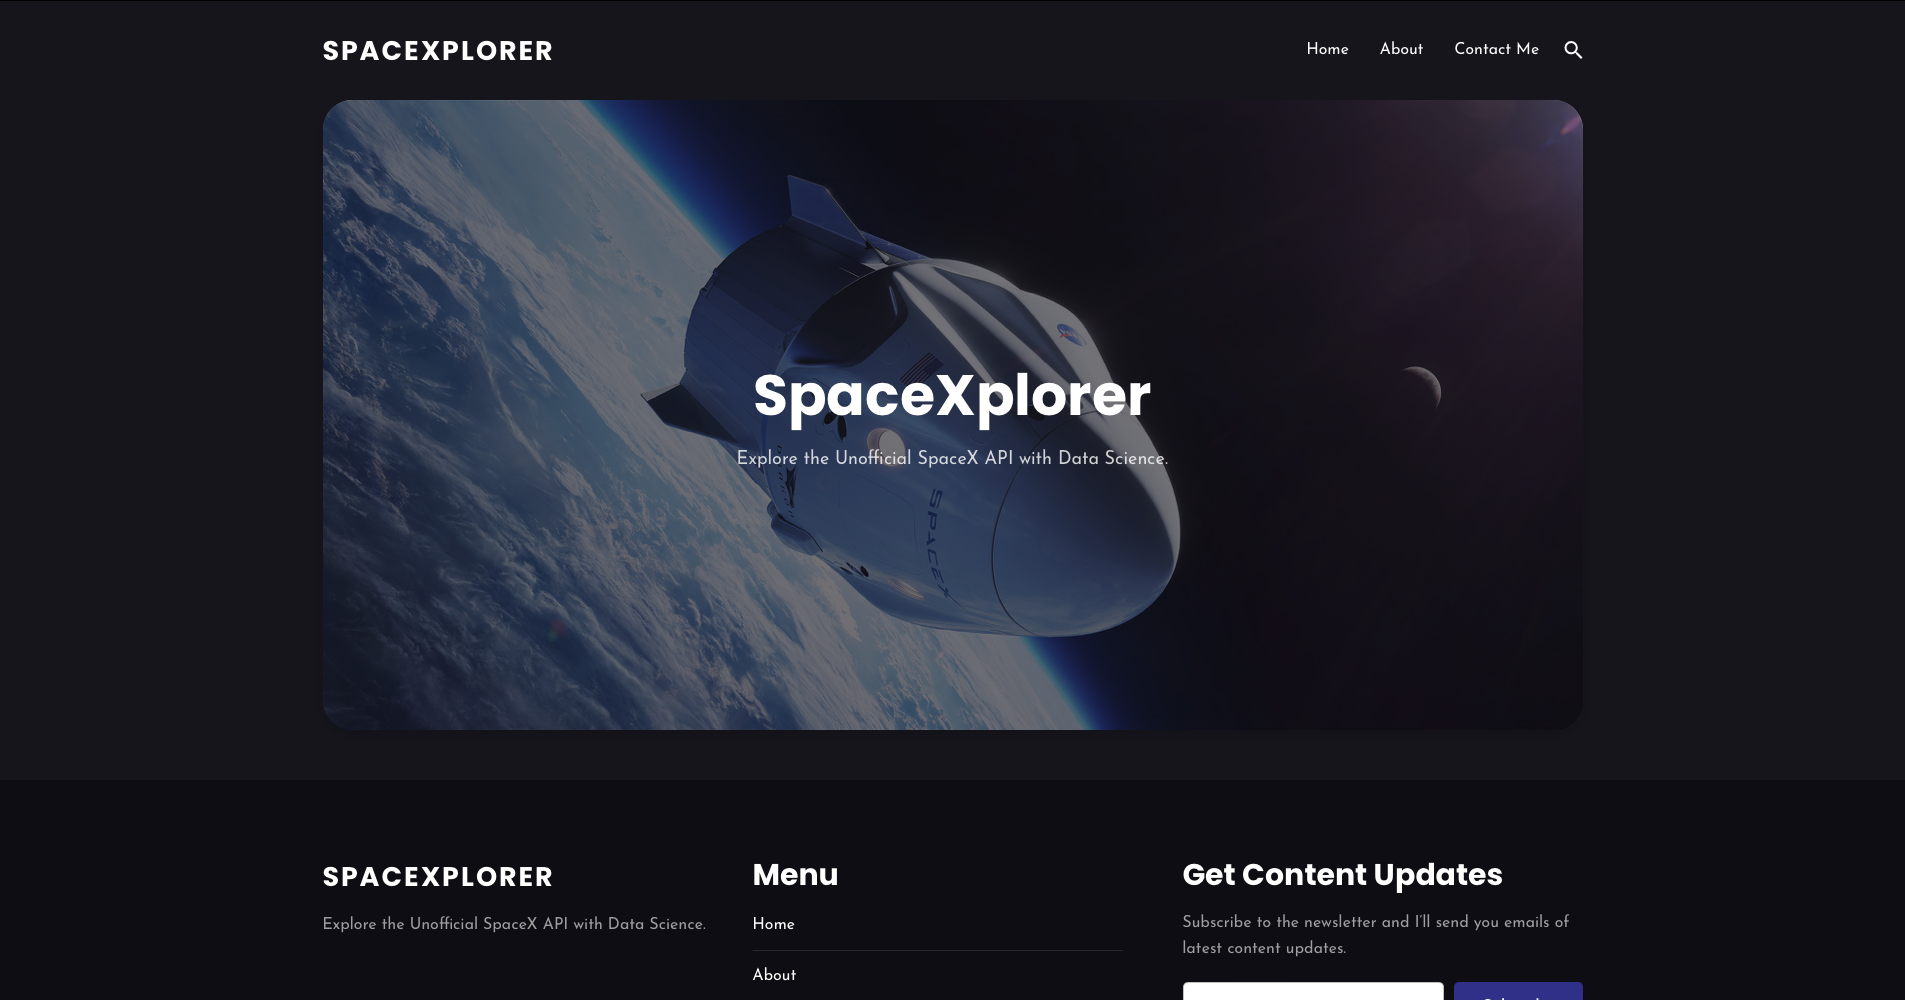 SPACEXPLORER
Home
About
Contact Me
SpaceXplorer
Explore the Unofficial SpaceX API with Data Science.
SPACEX
SPACEXPLORER
Explore the Unofficial SpaceX API with Data Science.
Menu
Home
About
Get Content Updates
Subscribe to the newsletter and I'll send you emails of
latest content updates.